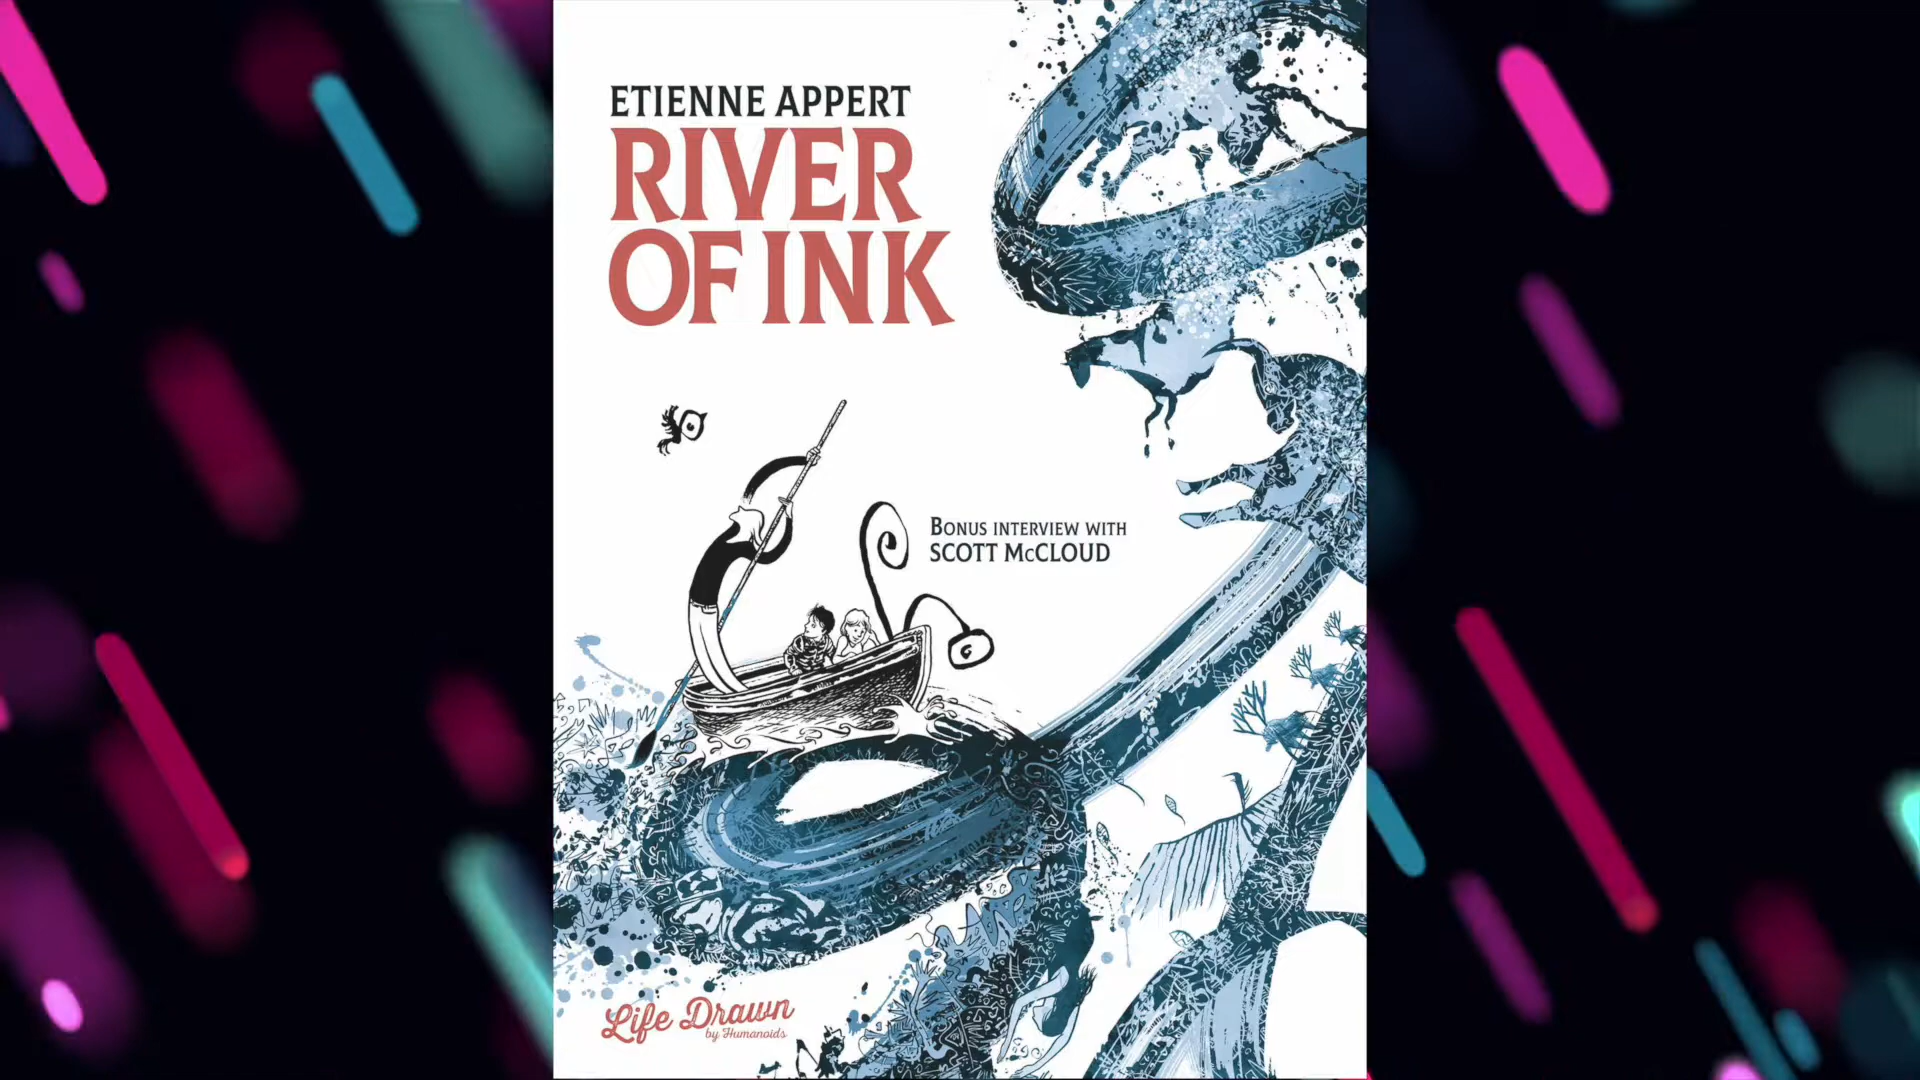 ETIENNE APPERT
RIVER
OF INK
BONUS INTERVIEW WITH
SCOTT McCLOUD
Life Drawn
by Humanoids